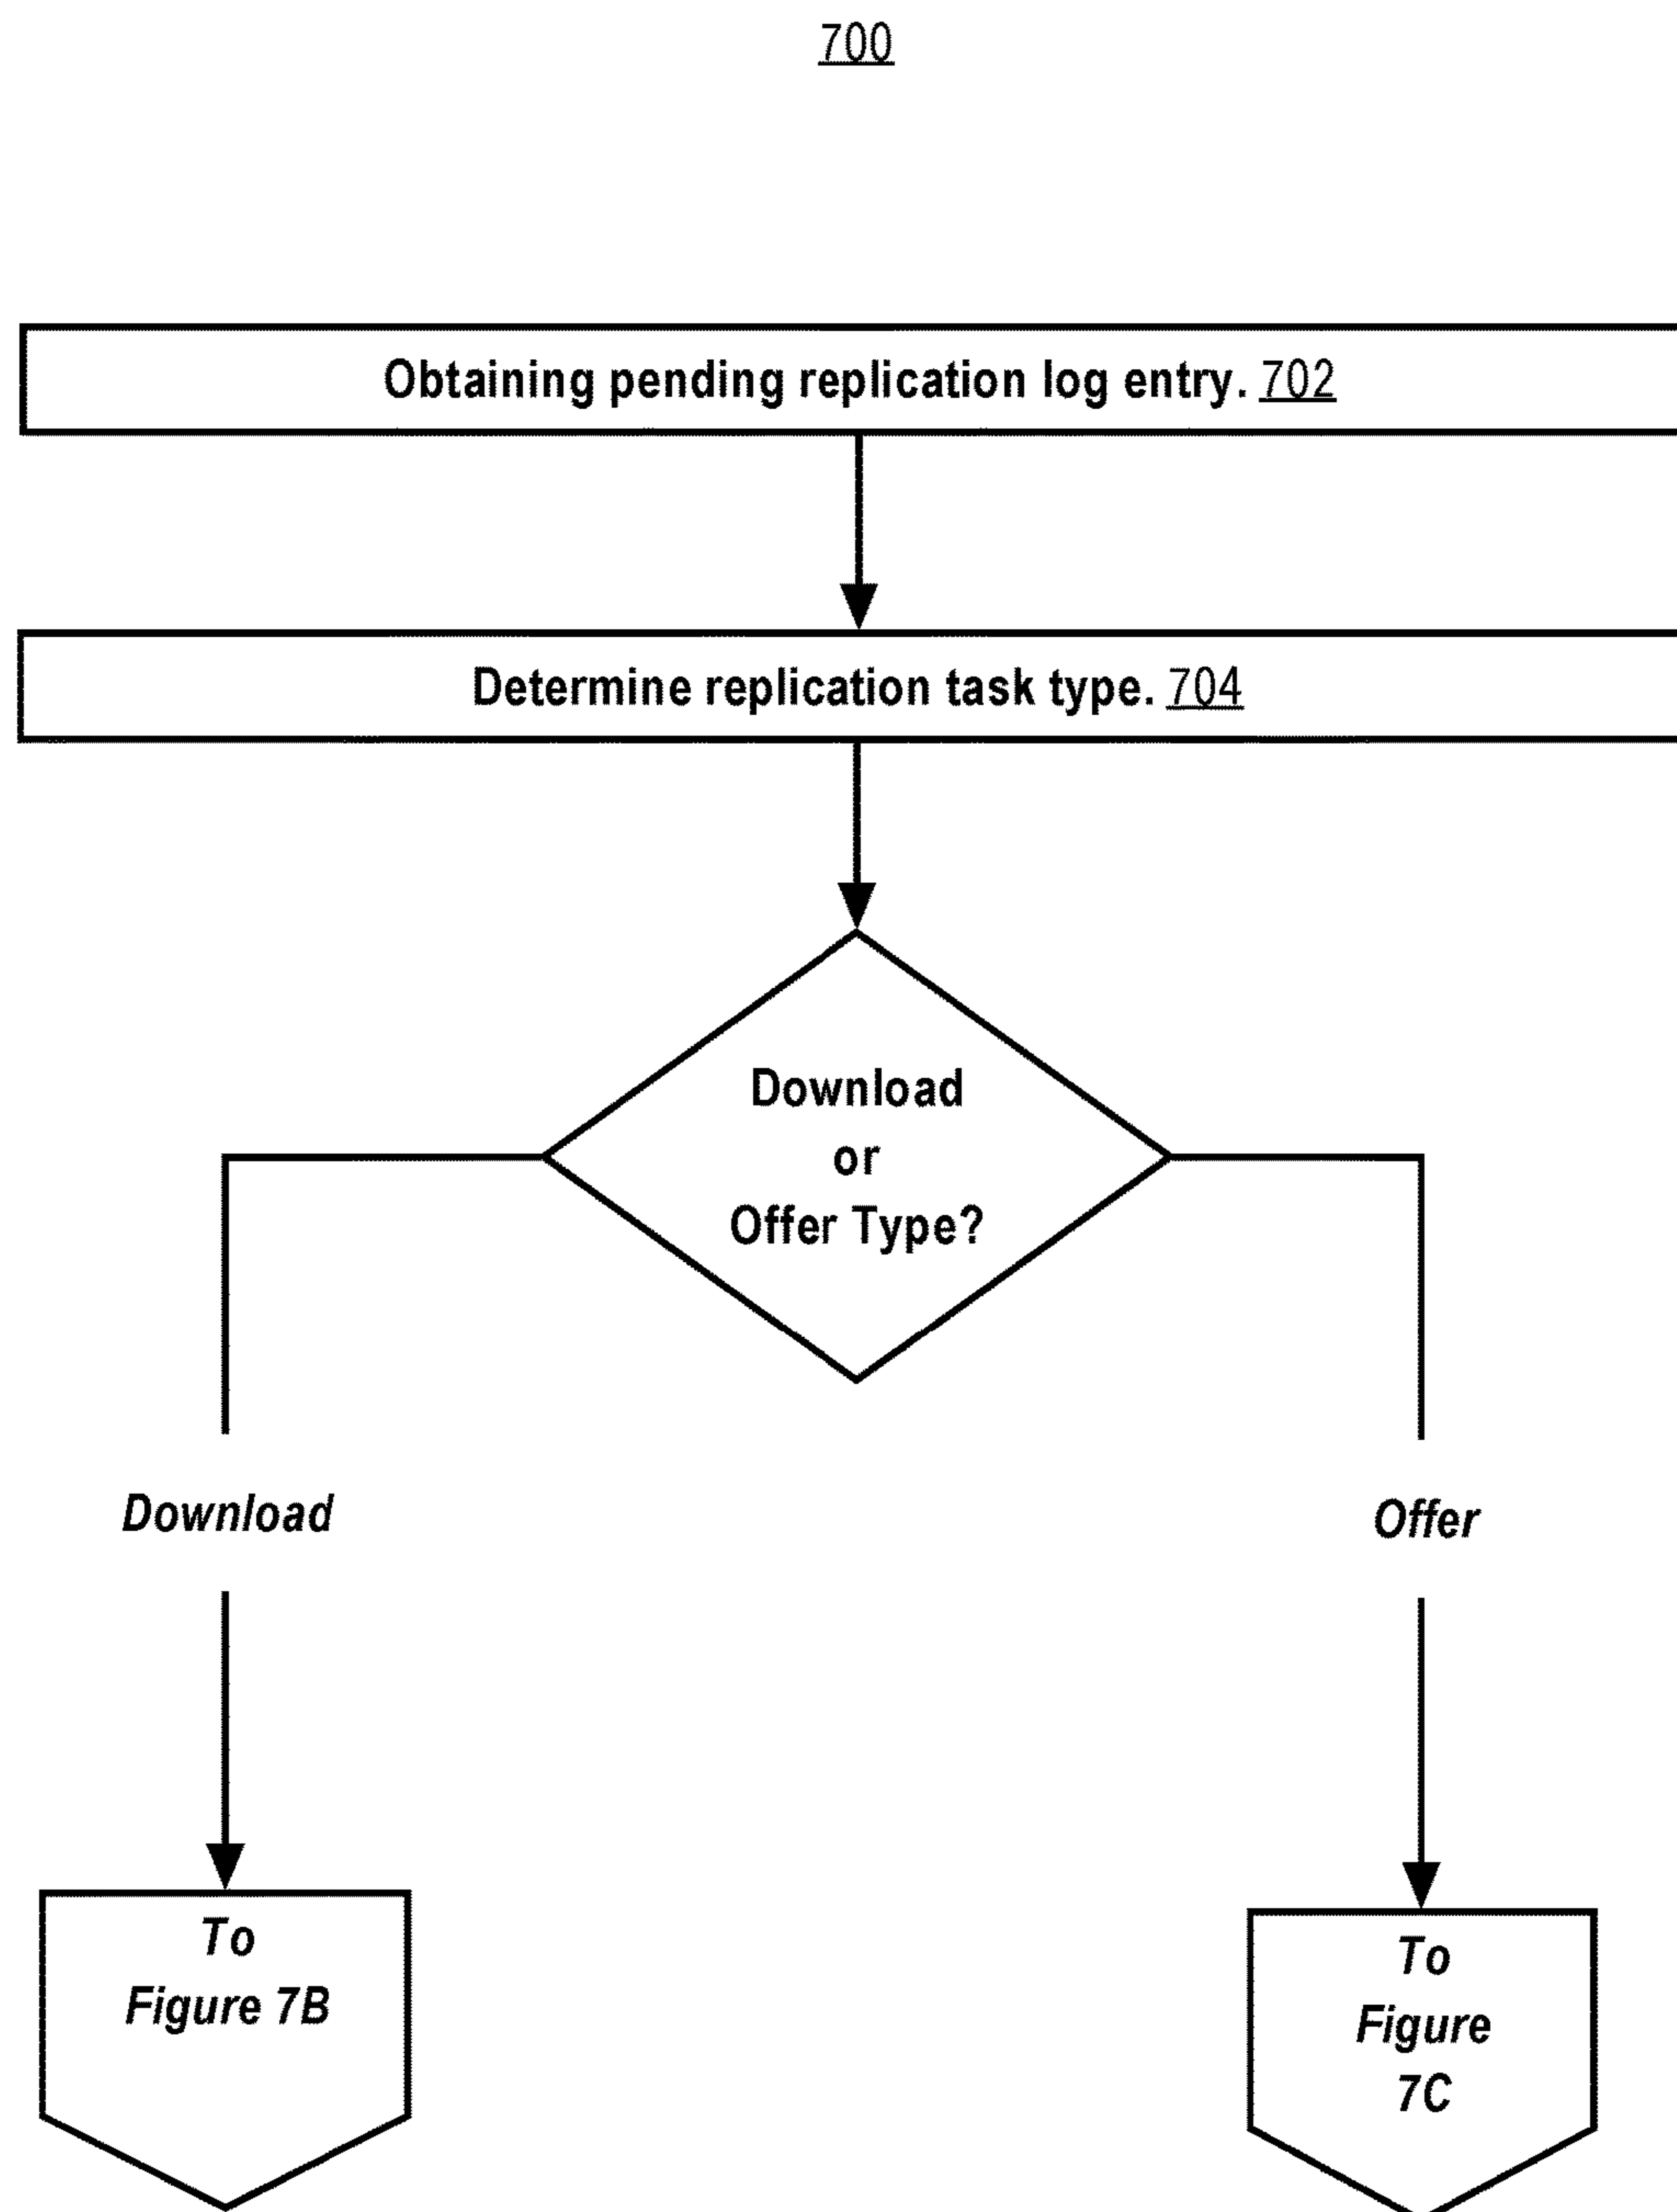 700
Obtaining pending replication log entry. 702
Determine replication task type. 704
Download
or
Offer Type?
Download
Offer
To
Figure 7B
To
Figure
7C